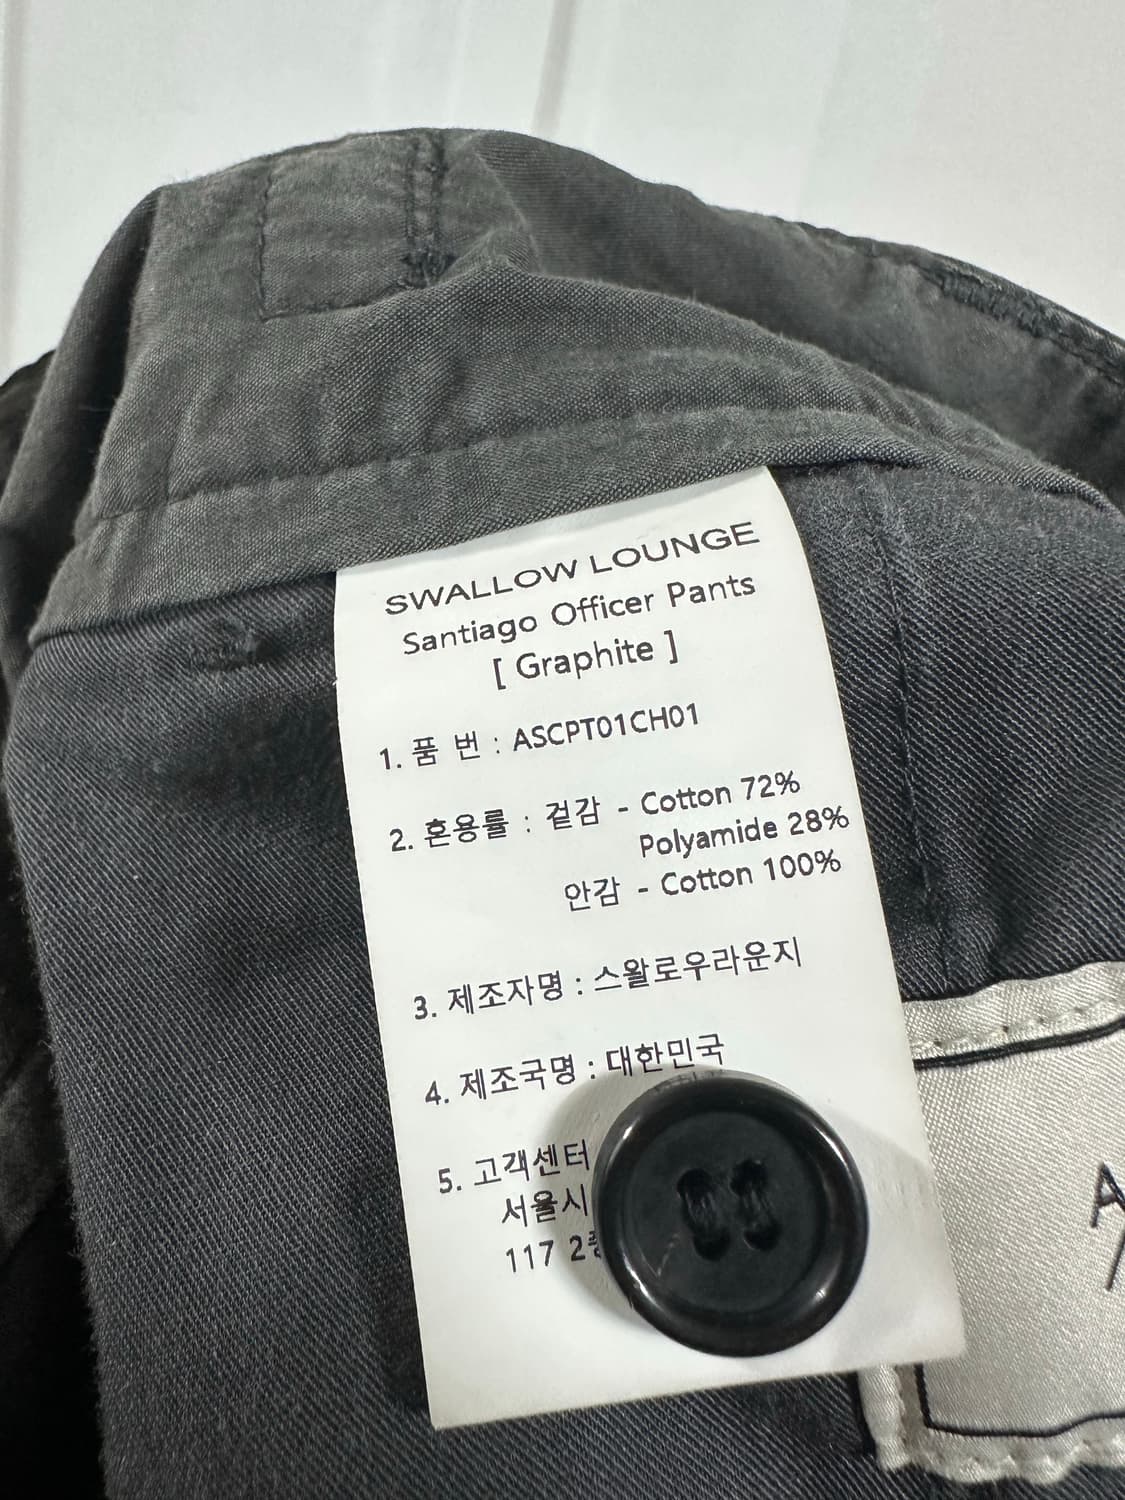 SWALLOW LOUNGE
Santiago Officer Pants
[ Graphite ]
1. 품 번 : ASCPT01CH01
2. 혼용률 : 겉감 - Cotton 72%
Polyamide 28%
안감 - Cotton 100%
3. 제조자명 : 스왈로우라운지
4. 제조국명 : 대한민국
5. 고객센터
서울시
117 2층
A